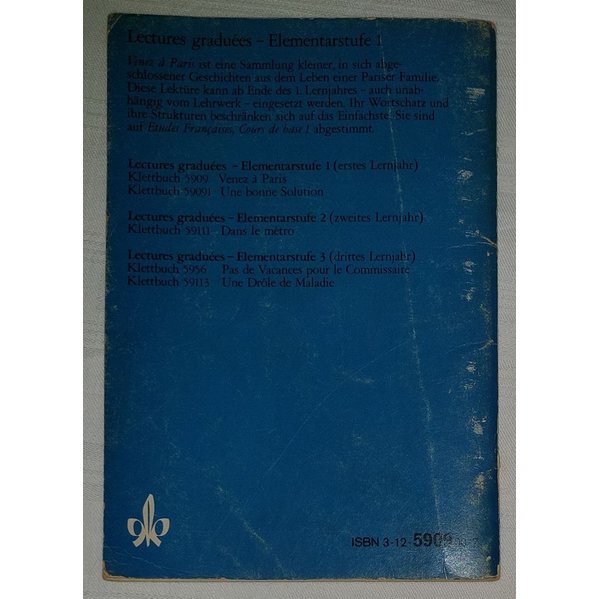 Lectures graduées – Elementarstufe 1
Venez à Paris ist eine Sammlung kleiner, in sich abge-
schlossener Geschichten aus dem Leben einer Pariser Familie.
Diese Lektüre kann ab Ende des 1. Lernjahres – auch unab-
hängig vom Lehrwerk – eingesetzt werden. Ihr Wortschatz und
ihre Strukturen beschränken sich auf das Einfachste. Sie sind
auf Etudes Françaises, Cours de base 1 abgestimmt.
Lectures graduées – Elementarstufe 1 (erstes Lernjahr)
Klettbuch 5909 Venez à Paris
Klettbuch 59091 Une bonne Solution
Lectures graduées – Elementarstufe 2 (zweites Lernjahr)
Klettbuch 59111 Dans le métro
Lectures graduées – Elementarstufe 3 (drittes Lernjahr)
Klettbuch 5956 Pas de Vacances pour le Commissaire
Klettbuch 59113 Une Drôle de Maladie
ISBN 3-12-5909